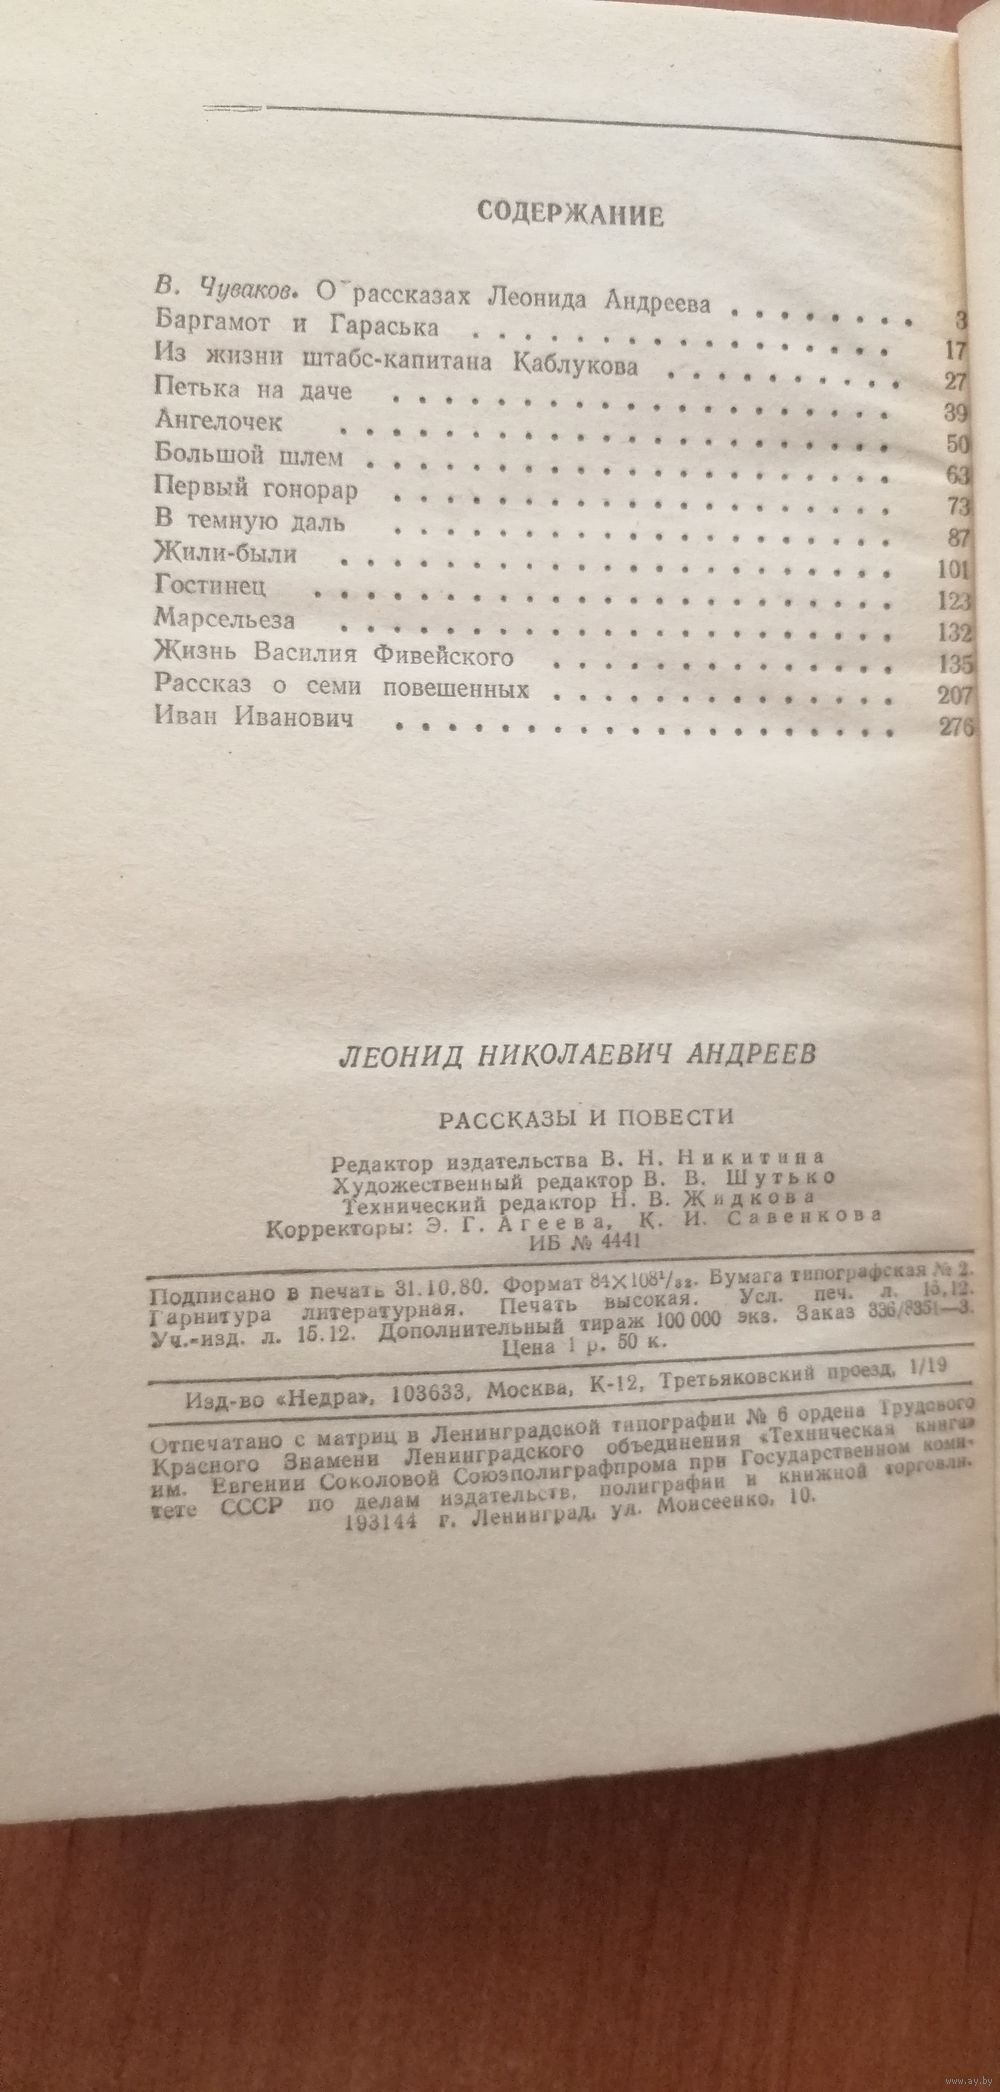 СОДЕРЖАНИЕ
В. Чуваков. О рассказах Леонида Андреева . . . . . . . . 3
Баргамот и Гараська . . . . . . . . . . . . . . . . . 17
Из жизни штабс-капитана Каблукова . . . . . . . . . . 27
Петька на даче . . . . . . . . . . . . . . . . . . . . 39
Ангелочек . . . . . . . . . . . . . . . . . . . . . . 50
Большой шлем . . . . . . . . . . . . . . . . . . . . . 63
Первый гонорар . . . . . . . . . . . . . . . . . . . . 73
В темную даль . . . . . . . . . . . . . . . . . . . . 87
Жили-были . . . . . . . . . . . . . . . . . . . . . . 101
Гостинец . . . . . . . . . . . . . . . . . . . . . . . 123
Марсельеза . . . . . . . . . . . . . . . . . . . . . . 132
Жизнь Василия Фивейского . . . . . . . . . . . . . . 135
Рассказ о семи повешенных . . . . . . . . . . . . . . 207
Иван Иванович . . . . . . . . . . . . . . . . . . . . 276
ЛЕОНИД НИКОЛАЕВИЧ АНДРЕЕВ
РАССКАЗЫ И ПОВЕСТИ
Редактор издательства В. Н. Никитина
Художественный редактор В. В. Шутько
Технический редактор Н. В. Жидкова
Корректоры: Э. Г. Агеева, К. И. Савенкова
ИБ № 4441
Подписано в печать 31.10.80. Формат 84×108¹/₃₂. Бумага типографская № 2.
Гарнитура литературная. Печать высокая. Усл. печ. л. 15,12.
Уч.-изд. л. 15.12. Дополнительный тираж 100 000 экз. Заказ 336/8351—3.
Цена 1 р. 50 к.
Изд-во «Недра», 103633, Москва, К-12, Третьяковский проезд, 1/19
Отпечатано с матриц в Ленинградской типографии № 6 ордена Трудового
Красного Знамени Ленинградского объединения «Техническая книга»
им. Евгении Соколовой Союзполиграфпрома при Государственном коми-
тете СССР по делам издательств, полиграфии и книжной торговли.
193144 г. Ленинград, ул. Моисеенко, 10.
www.ay.by